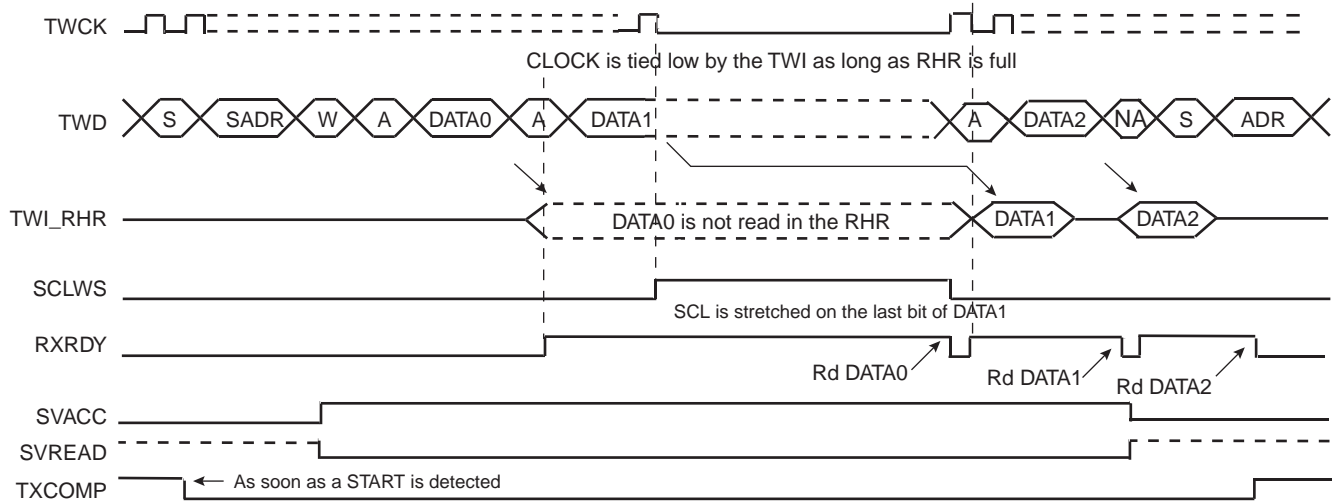 TWCK
CLOCK is tied low by the TWI as long as RHR is full
TWD S SADR W A DATA0 A DATA1 A DATA2 NA S ADR
TWI_RHR DATA0 is not read in the RHR DATA1 DATA2
SCLWS
SCL is stretched on the last bit of DATA1
RXRDY
Rd DATA0 Rd DATA1 Rd DATA2
SVACC
SVREAD
TXCOMP As soon as a START is detected